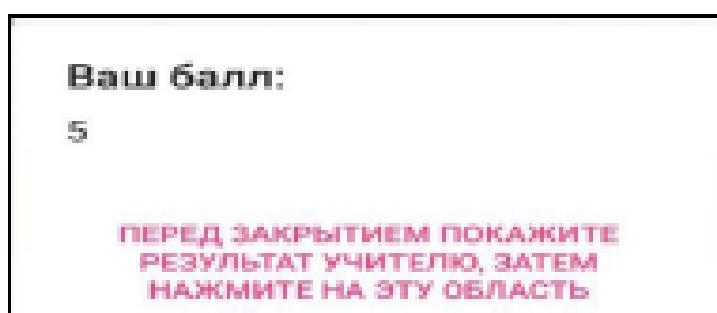 Ваш балл:
5
ПЕРЕД ЗАКРЫТИЕМ ПОКАЖИТЕ
РЕЗУЛЬТАТ УЧИТЕЛЮ, ЗАТЕМ
НАЖМИТЕ НА ЭТУ ОБЛАСТЬ